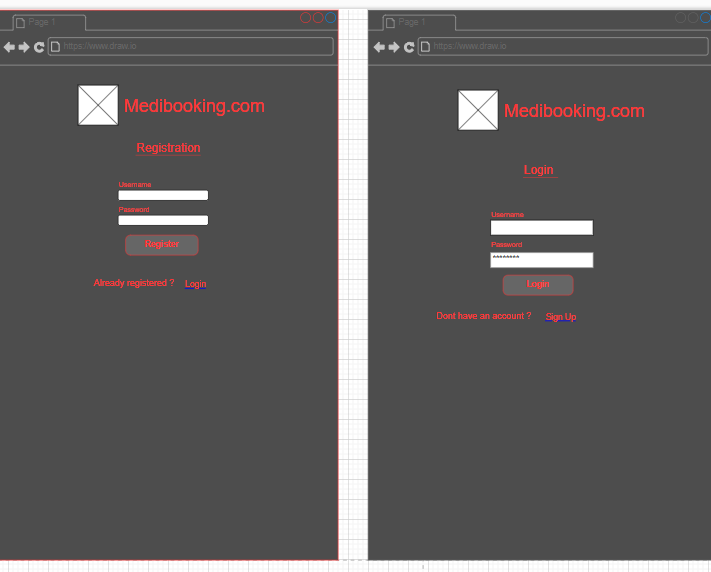 Page 1
https://www.draw.io
Medibooking.com
Registration
Username
Password
Register
Already registered ? Login
Page 1
https://www.draw.io
Medibooking.com
Login
Username
Password
********
Login
Dont have an account ? Sign Up